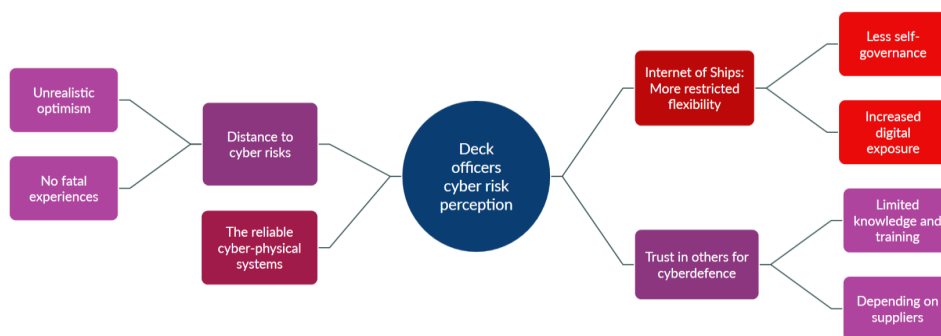 Unrealistic
optimism
No fatal
experiences
Distance to
cyber risks
The reliable
cyber-physical
systems
Deck
officers
cyber risk
perception
Internet of Ships:
More restricted
flexibility
Less self-
governance
Increased
digital
exposure
Trust in others for
cyberdefence
Limited
knowledge and
training
Depending on
suppliers